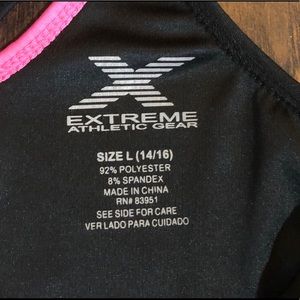 X
EXTREME
ATHLETIC GEAR
SIZE L (14/16)
92% POLYESTER
8% SPANDEX
MADE IN CHINA
RN# 83951
SEE SIDE FOR CARE
VER LADO PARA CUIDADO